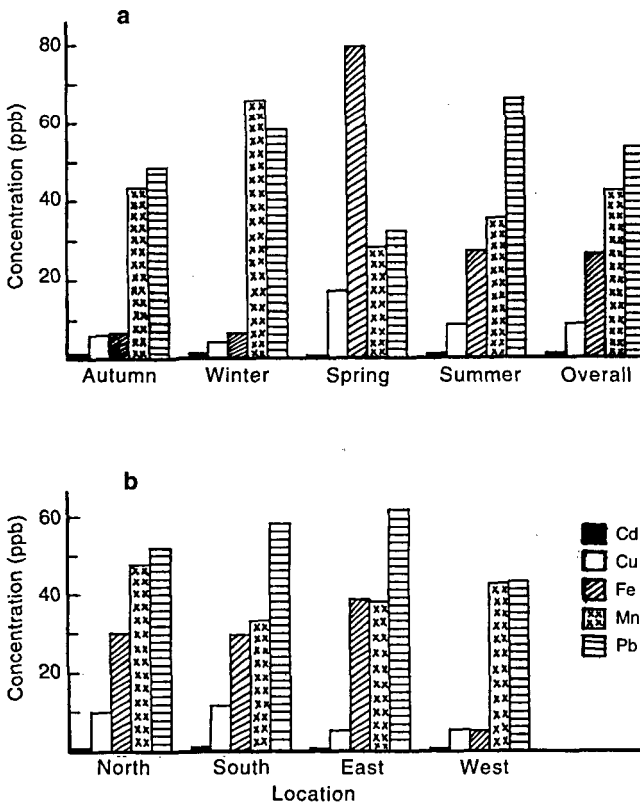 a
Concentration (ppb)
80
60
40
20
Autumn Winter Spring Summer Overall
b
Concentration (ppb)
60
40
20
North South East West
Location
Cd
Cu
Fe
Mn
Pb